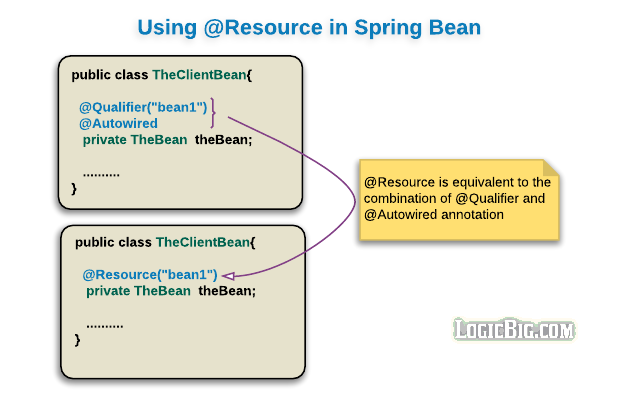 Using @Resource in Spring Bean
public class TheClientBean{
@Qualifier("bean1")
@Autowired
private TheBean theBean;
..........
}
@Resource is equivalent to the
combination of @Qualifier and
@Autowired annotation
public class TheClientBean{
@Resource("bean1")
private TheBean theBean;
..........
}
LogicBig.com